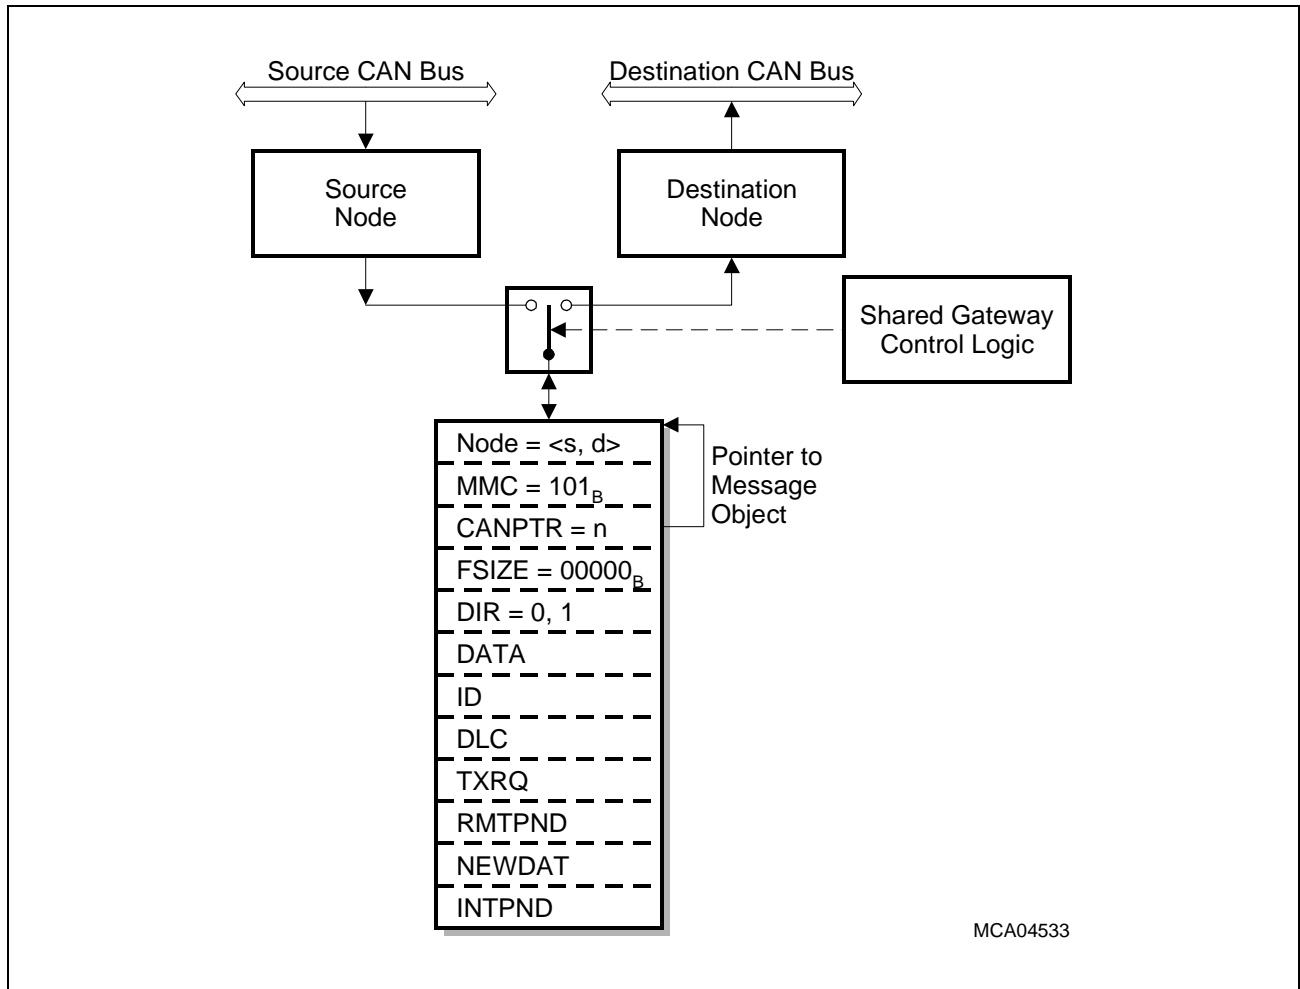 Source CAN Bus
Destination CAN Bus
Source
Node
Destination
Node
Shared Gateway
Control Logic
Node = <s, d>
MMC = 101B
CANPTR = n
FSIZE = 00000B
DIR = 0, 1
DATA
ID
DLC
TXRQ
RMTPND
NEWDAT
INTPND
Pointer to
Message
Object
MCA04533